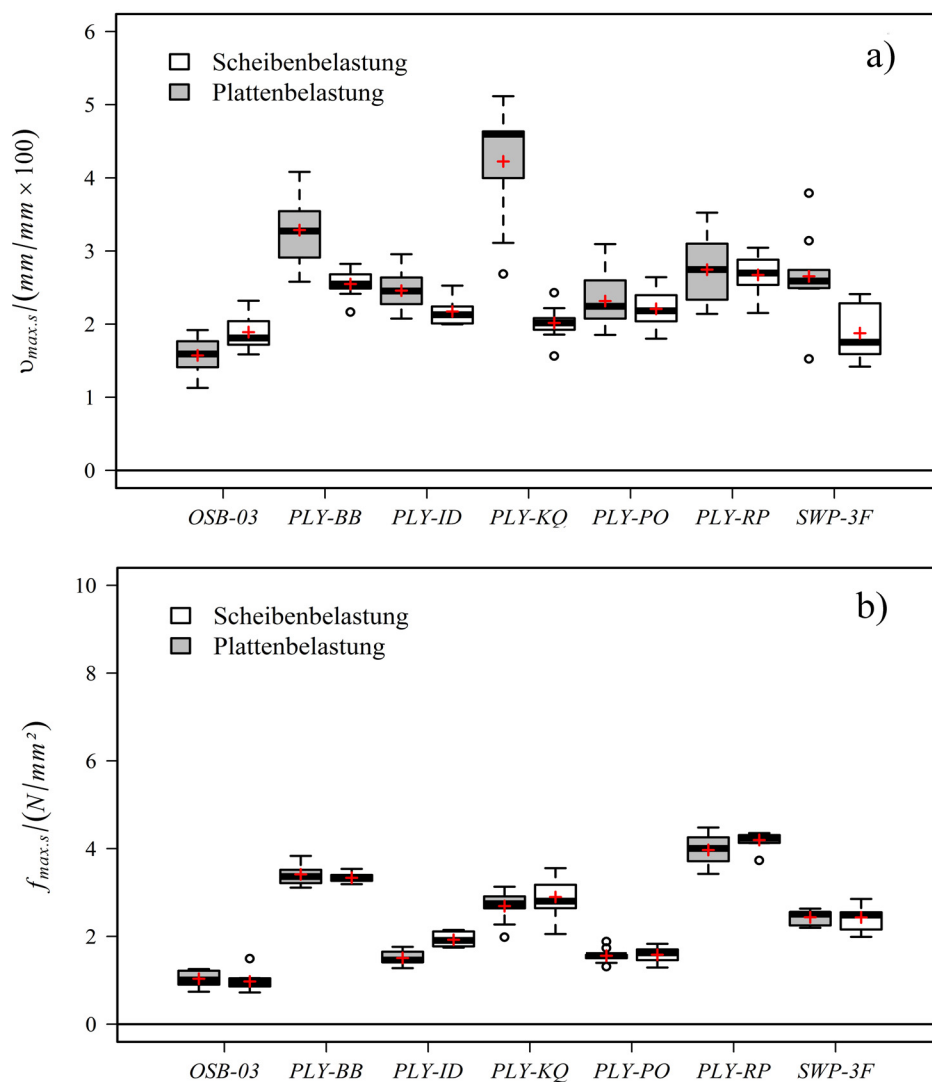 a)
Scheibenbelastung
Plattenbelastung
υmax.s/(mm/mm × 100)
6
5
4
3
2
1
0
OSB-03 PLY-BB PLY-ID PLY-KQ PLY-PO PLY-RP SWP-3F
b)
Scheibenbelastung
Plattenbelastung
fmax.s/(N/mm²)
10
8
6
4
2
0
OSB-03 PLY-BB PLY-ID PLY-KQ PLY-PO PLY-RP SWP-3F